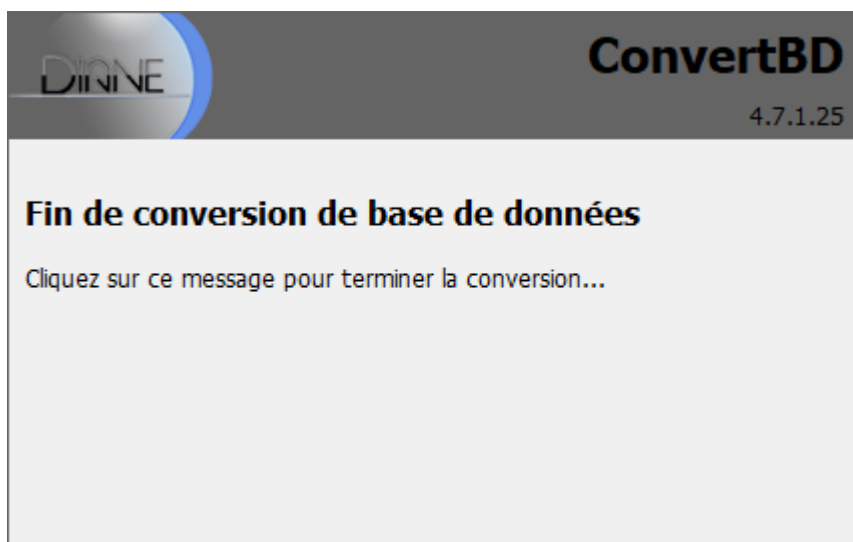 DIANE
ConvertBD
4.7.1.25
Fin de conversion de base de données
Cliquez sur ce message pour terminer la conversion...